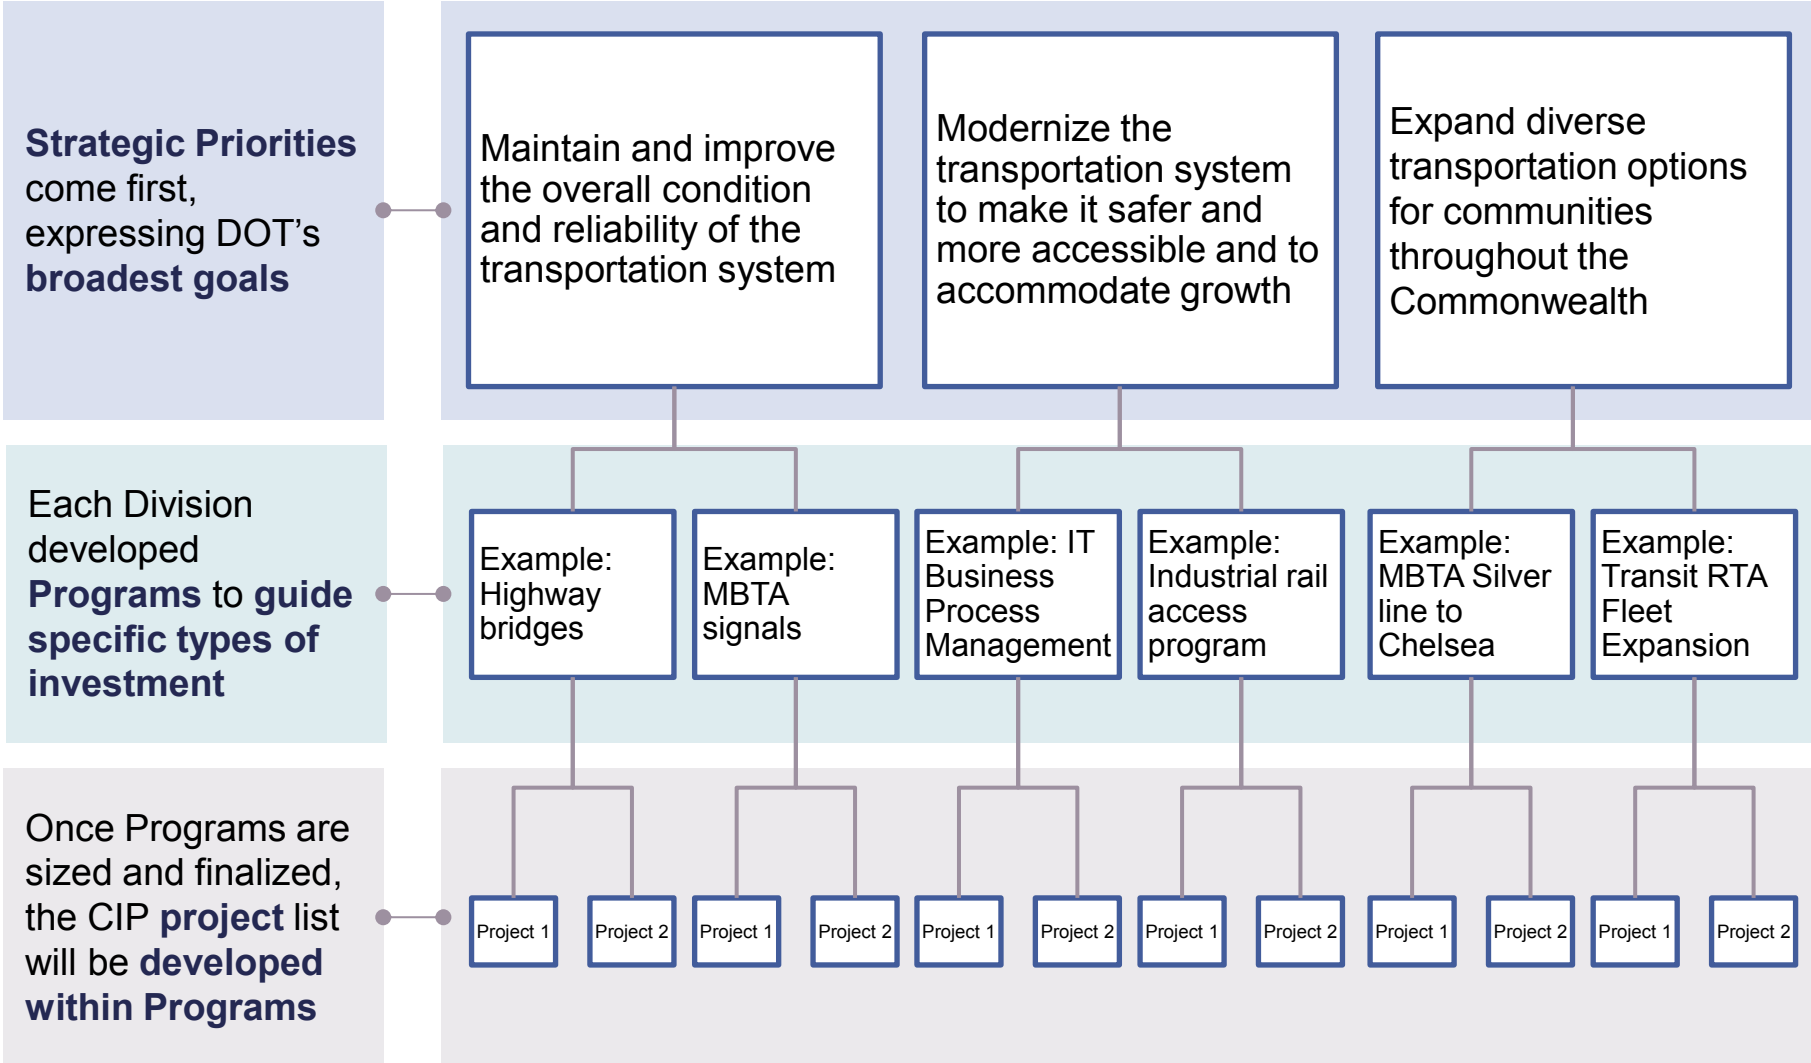 Strategic Priorities
come first,
expressing DOT’s
broadest goals
Maintain and improve
the overall condition
and reliability of the
transportation system
Modernize the
transportation system
to make it safer and
more accessible and to
accommodate growth
Expand diverse
transportation options
for communities
throughout the
Commonwealth
Each Division
developed
Programs to guide
specific types of
investment
Example:
Highway
bridges
Example:
MBTA
signals
Example: IT
Business
Process
Management
Example:
Industrial rail
access
program
Example:
MBTA Silver
line to
Chelsea
Example:
Transit RTA
Fleet
Expansion
Once Programs are
sized and finalized,
the CIP project list
will be developed
within Programs
Project 1
Project 2
Project 1
Project 2
Project 1
Project 2
Project 1
Project 2
Project 1
Project 2
Project 1
Project 2